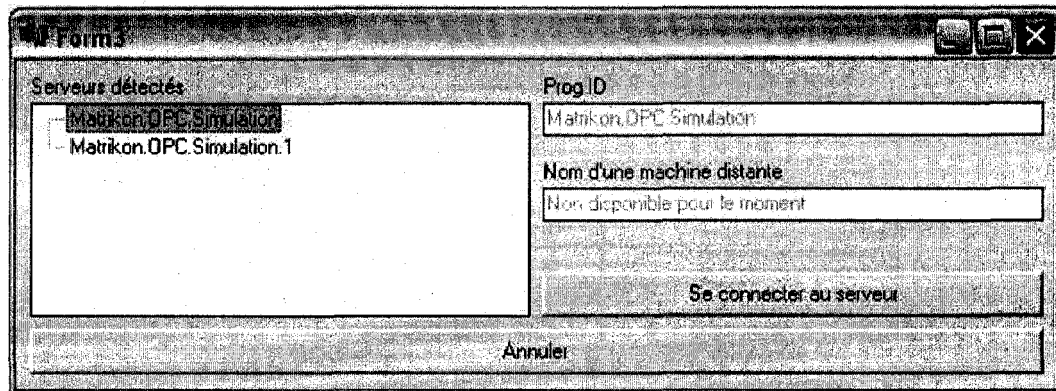 Form3
Serveurs détectés
Matrikon.OPC.Simulation
Matrikon.OPC.Simulation.1
Prog ID
Matrikon.OPC.Simulation
Nom d'une machine distante
Non disponible pour le moment
Se connecter au serveur
Annuler